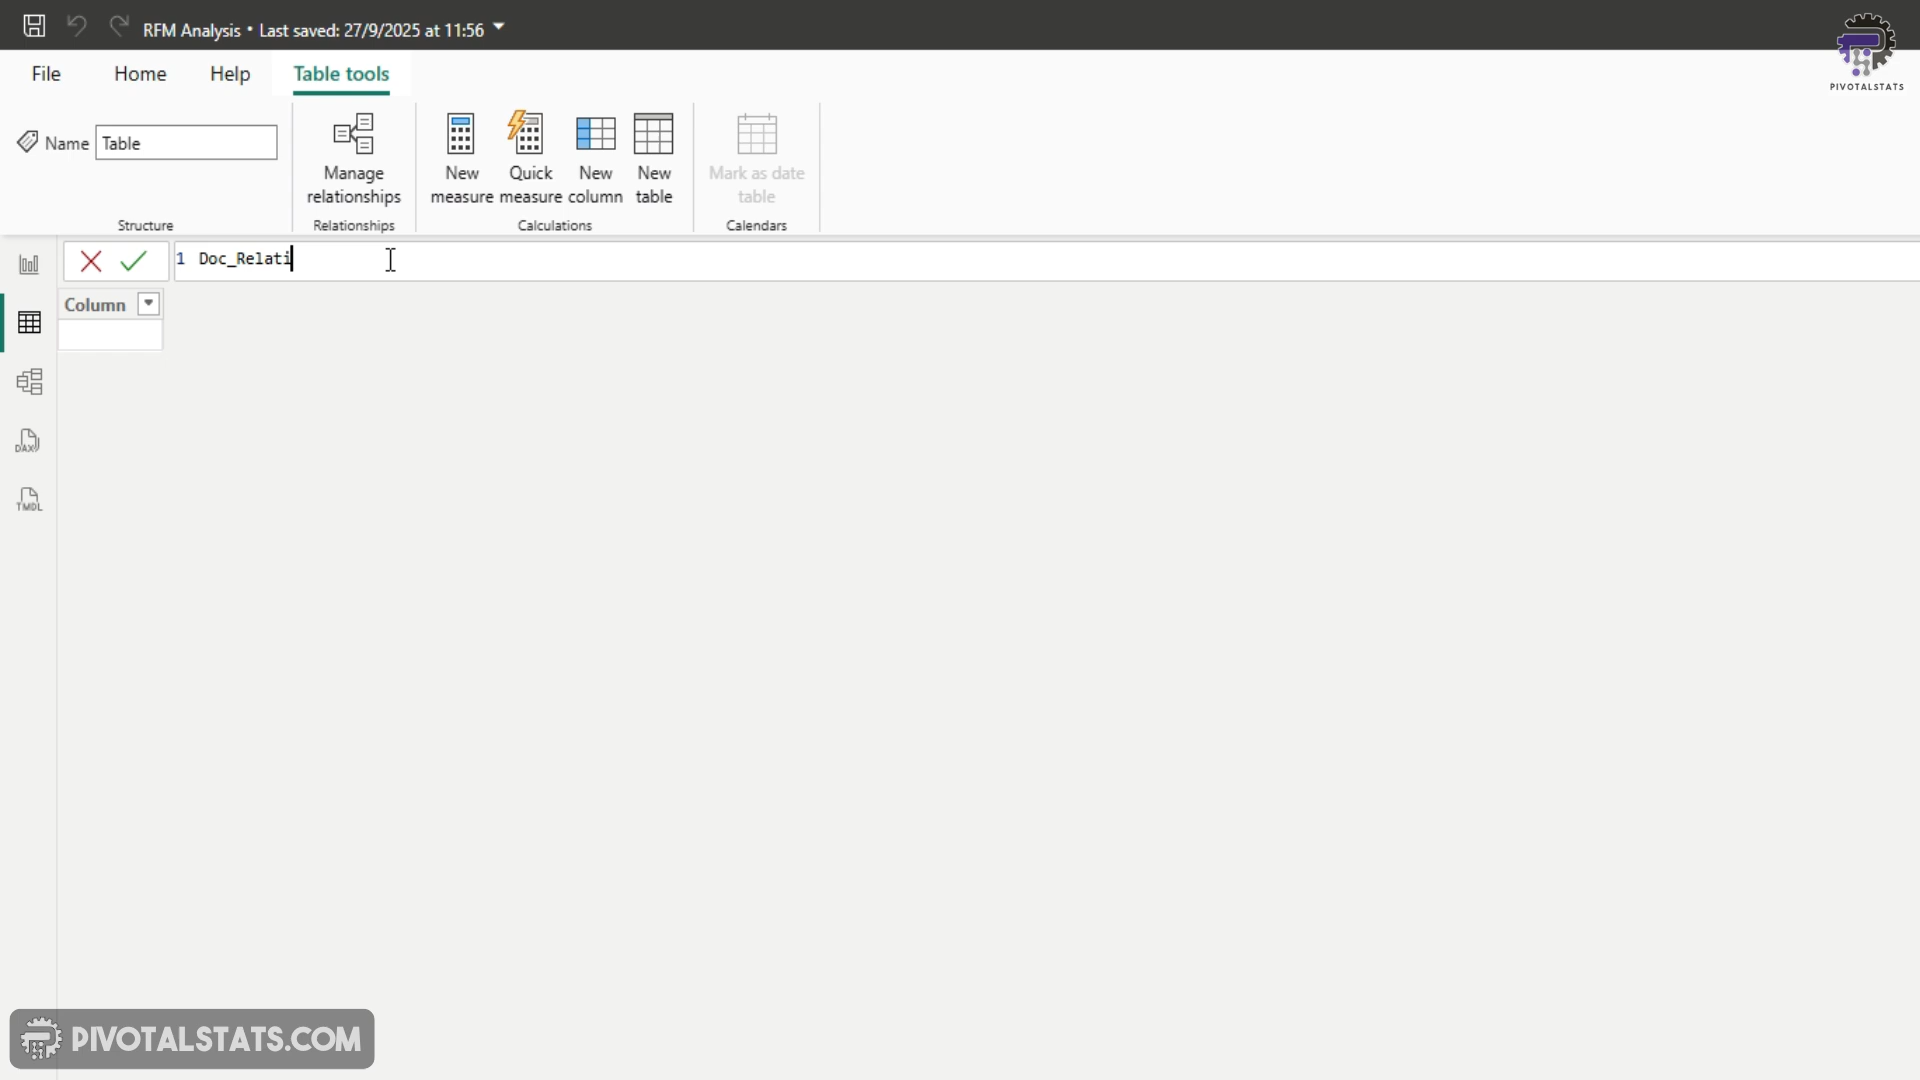 RFM Analysis • Last saved: 27/9/2025 at 11:56
PIVOTALSTATS
File Home Help Table tools
Name Table
Structure
Manage relationships
Relationships
New measure
Quick measure
New column
New table
Calculations
Mark as date table
Calendars
1 Doc_Relati
Column
DAX
TMDL
PIVOTALSTATS.COM